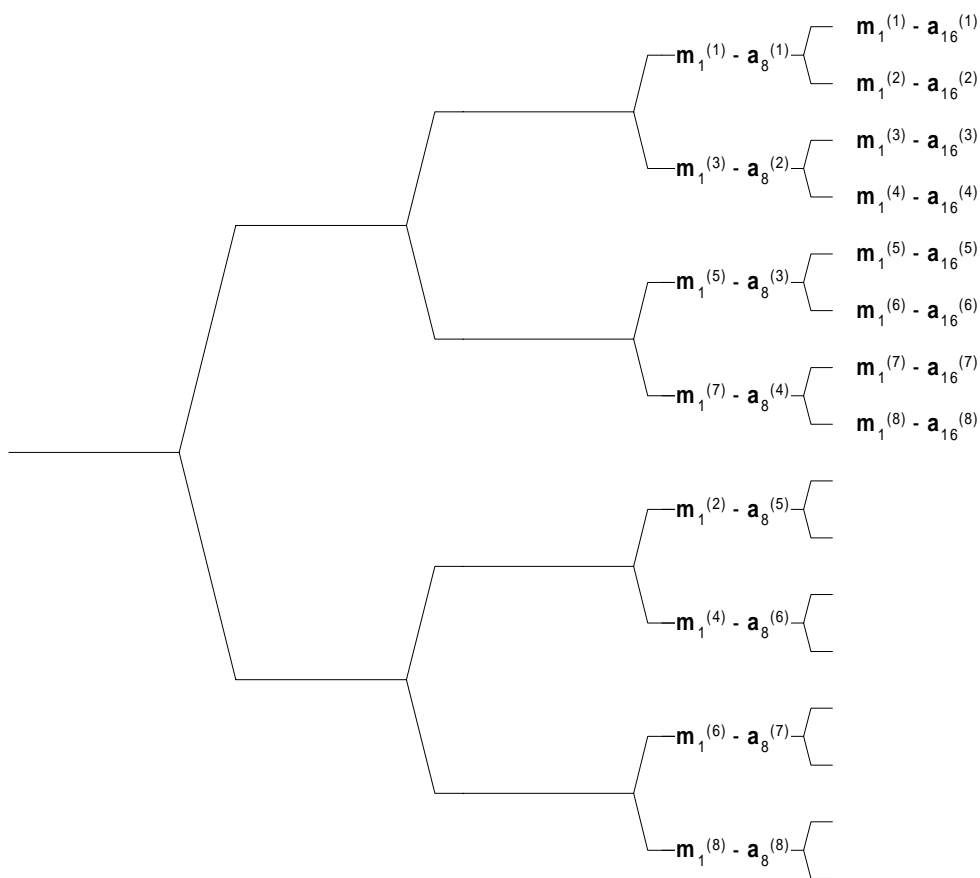 m₁⁽¹⁾ - a₁₆⁽¹⁾
m₁⁽¹⁾ - a₈⁽¹⁾
m₁⁽²⁾ - a₁₆⁽²⁾
m₁⁽³⁾ - a₁₆⁽³⁾
m₁⁽³⁾ - a₈⁽²⁾
m₁⁽⁴⁾ - a₁₆⁽⁴⁾
m₁⁽⁵⁾ - a₁₆⁽⁵⁾
m₁⁽⁵⁾ - a₈⁽³⁾
m₁⁽⁶⁾ - a₁₆⁽⁶⁾
m₁⁽⁷⁾ - a₁₆⁽⁷⁾
m₁⁽⁷⁾ - a₈⁽⁴⁾
m₁⁽⁸⁾ - a₁₆⁽⁸⁾
m₁⁽²⁾ - a₈⁽⁵⁾
m₁⁽⁴⁾ - a₈⁽⁶⁾
m₁⁽⁶⁾ - a₈⁽⁷⁾
m₁⁽⁸⁾ - a₈⁽⁸⁾